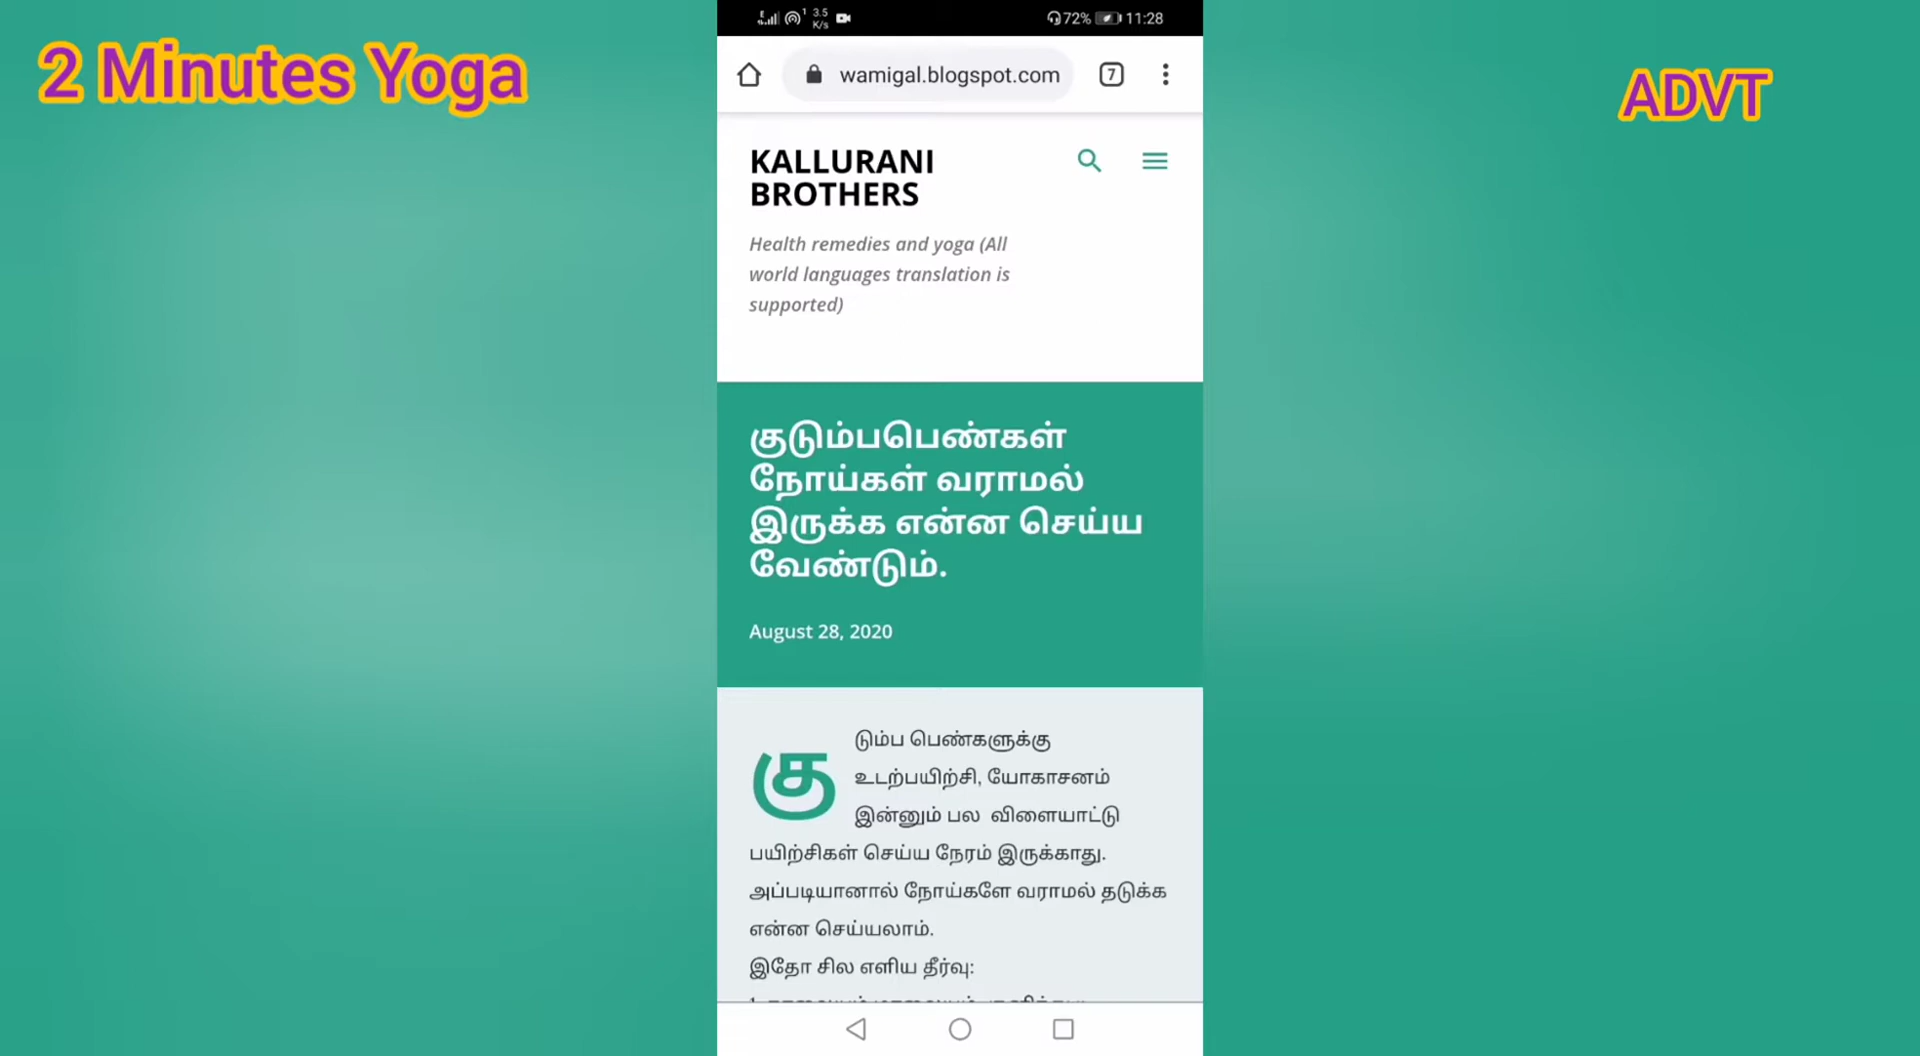 2 Minutes Yoga
ADVT
3.5
K/s
72% 11:28
wamigal.blogspot.com
7
KALLURANI
BROTHERS
Health remedies and yoga (All
world languages translation is
supported)
குடும்பபெண்கள்
நோய்கள் வராமல்
இருக்க என்ன செய்ய
வேண்டும்.
August 28, 2020
குடும்ப பெண்களுக்கு
உடற்பயிற்சி, யோகாசனம்
இன்னும் பல விளையாட்டு
பயிற்சிகள் செய்ய நேரம் இருக்காது.
அப்படியானால் நோய்களே வராமல் தடுக்க
என்ன செய்யலாம்.
இதோ சில எளிய தீர்வு: